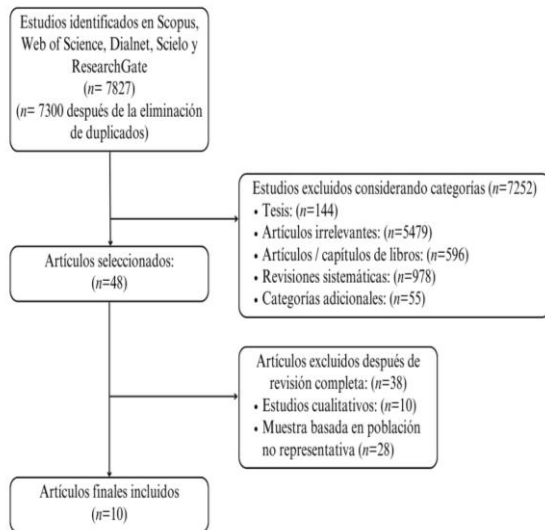 Estudios identificados en Scopus,
Web of Science, Dialnet, Scielo y
ResearchGate
(n= 7827)
(n= 7300 después de la eliminación
de duplicados)
Estudios excluidos considerando categorías (n=7252)
• Tesis: (n=144)
• Artículos irrelevantes: (n=5479)
• Artículos / capítulos de libros: (n=596)
• Revisiones sistemáticas: (n=978)
• Categorías adicionales: (n=55)
Artículos seleccionados:
(n=48)
Artículos excluidos después de
revisión completa: (n=38)
• Estudios cualitativos: (n=10)
• Muestra basada en población
no representativa (n=28)
Artículos finales incluidos
(n=10)